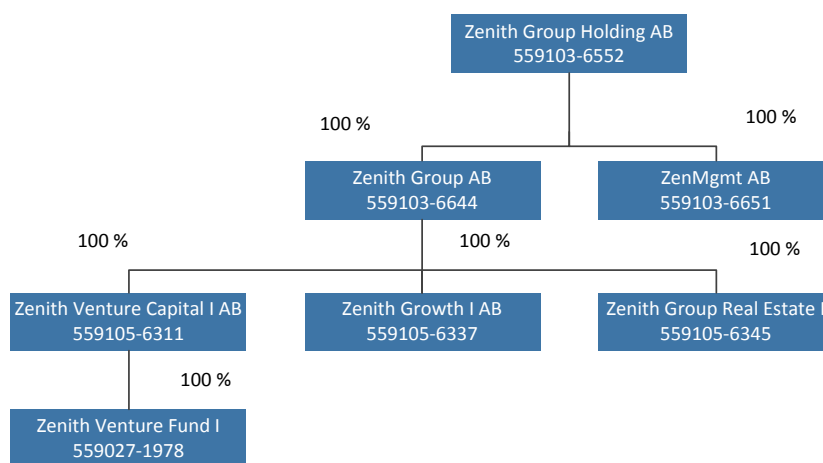 Zenith Group Holding AB
559103-6552
100 %
100 %
Zenith Group AB
559103-6644
ZenMgmt AB
559103-6651
100 %
100 %
100 %
Zenith Venture Capital I AB
559105-6311
Zenith Growth I AB
559105-6337
Zenith Group Real Estate
559105-6345
100 %
Zenith Venture Fund I
559027-1978